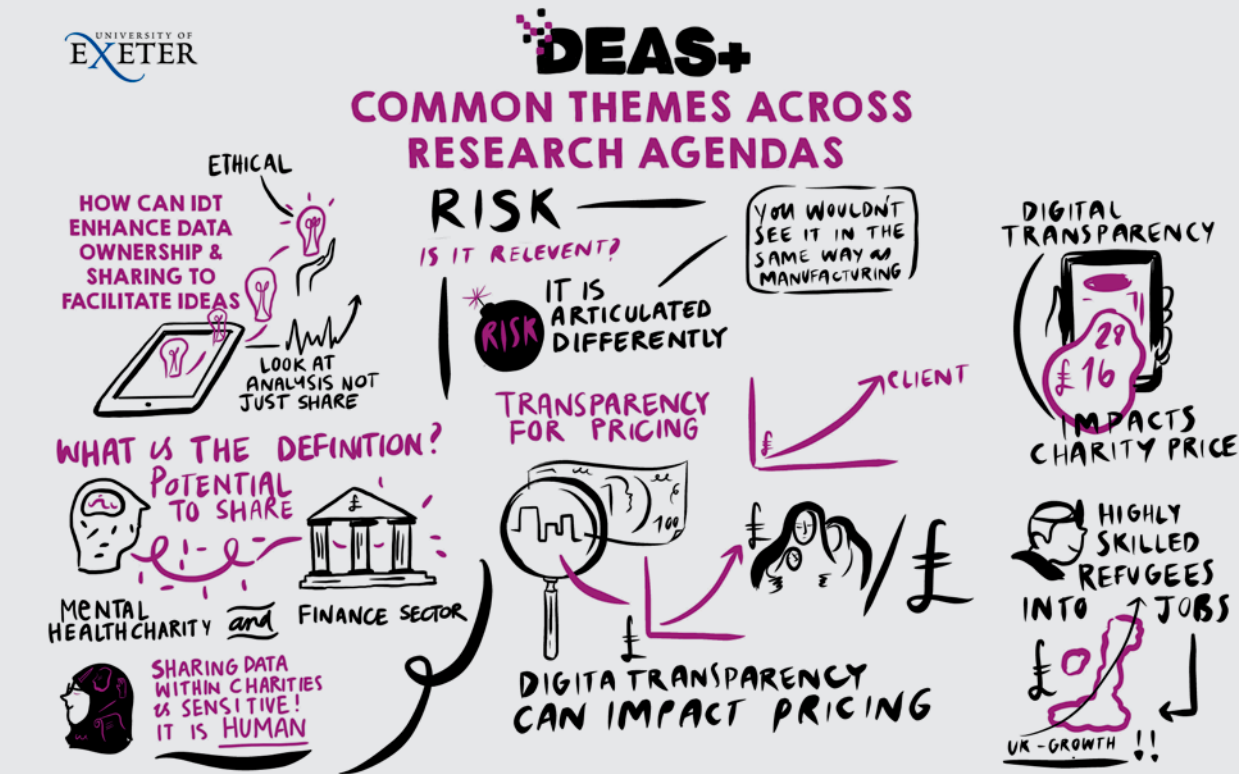 UNIVERSITY OF
EXETER
IDEAS+
COMMON THEMES ACROSS
RESEARCH AGENDAS
ETHICAL
HOW CAN IDT
ENHANCE DATA
OWNERSHIP &
SHARING TO
FACILITATE IDEAS
LOOK AT
ANALYSIS NOT
JUST SHARE
WHAT is THE DEFINITION?
POTENTIAL
TO SHARE
£
MENTAL
HEALTH CHARITY and
FINANCE SECTOR
SHARING DATA
WITHIN CHARITIES
is SENSITIVE!
IT IS HUMAN
RISK
IS IT RELEVENT?
YOU WOULDN'T
SEE IT IN THE
SAME WAY as
MANUFACTURING
RISK
IT IS
ARTICULATED
DIFFERENTLY
TRANSPARENCY
FOR PRICING
CLIENT
£
100
£
£ / £
DIGITA TRANSPARENCY
CAN IMPACT PRICING
DIGITAL
TRANSPARENCY
28
£16
IMPACTS
CHARITY PRICE
HIGHLY
SKILLED
REFUGEES
INTO JOBS
£
UK-GROWTH !!